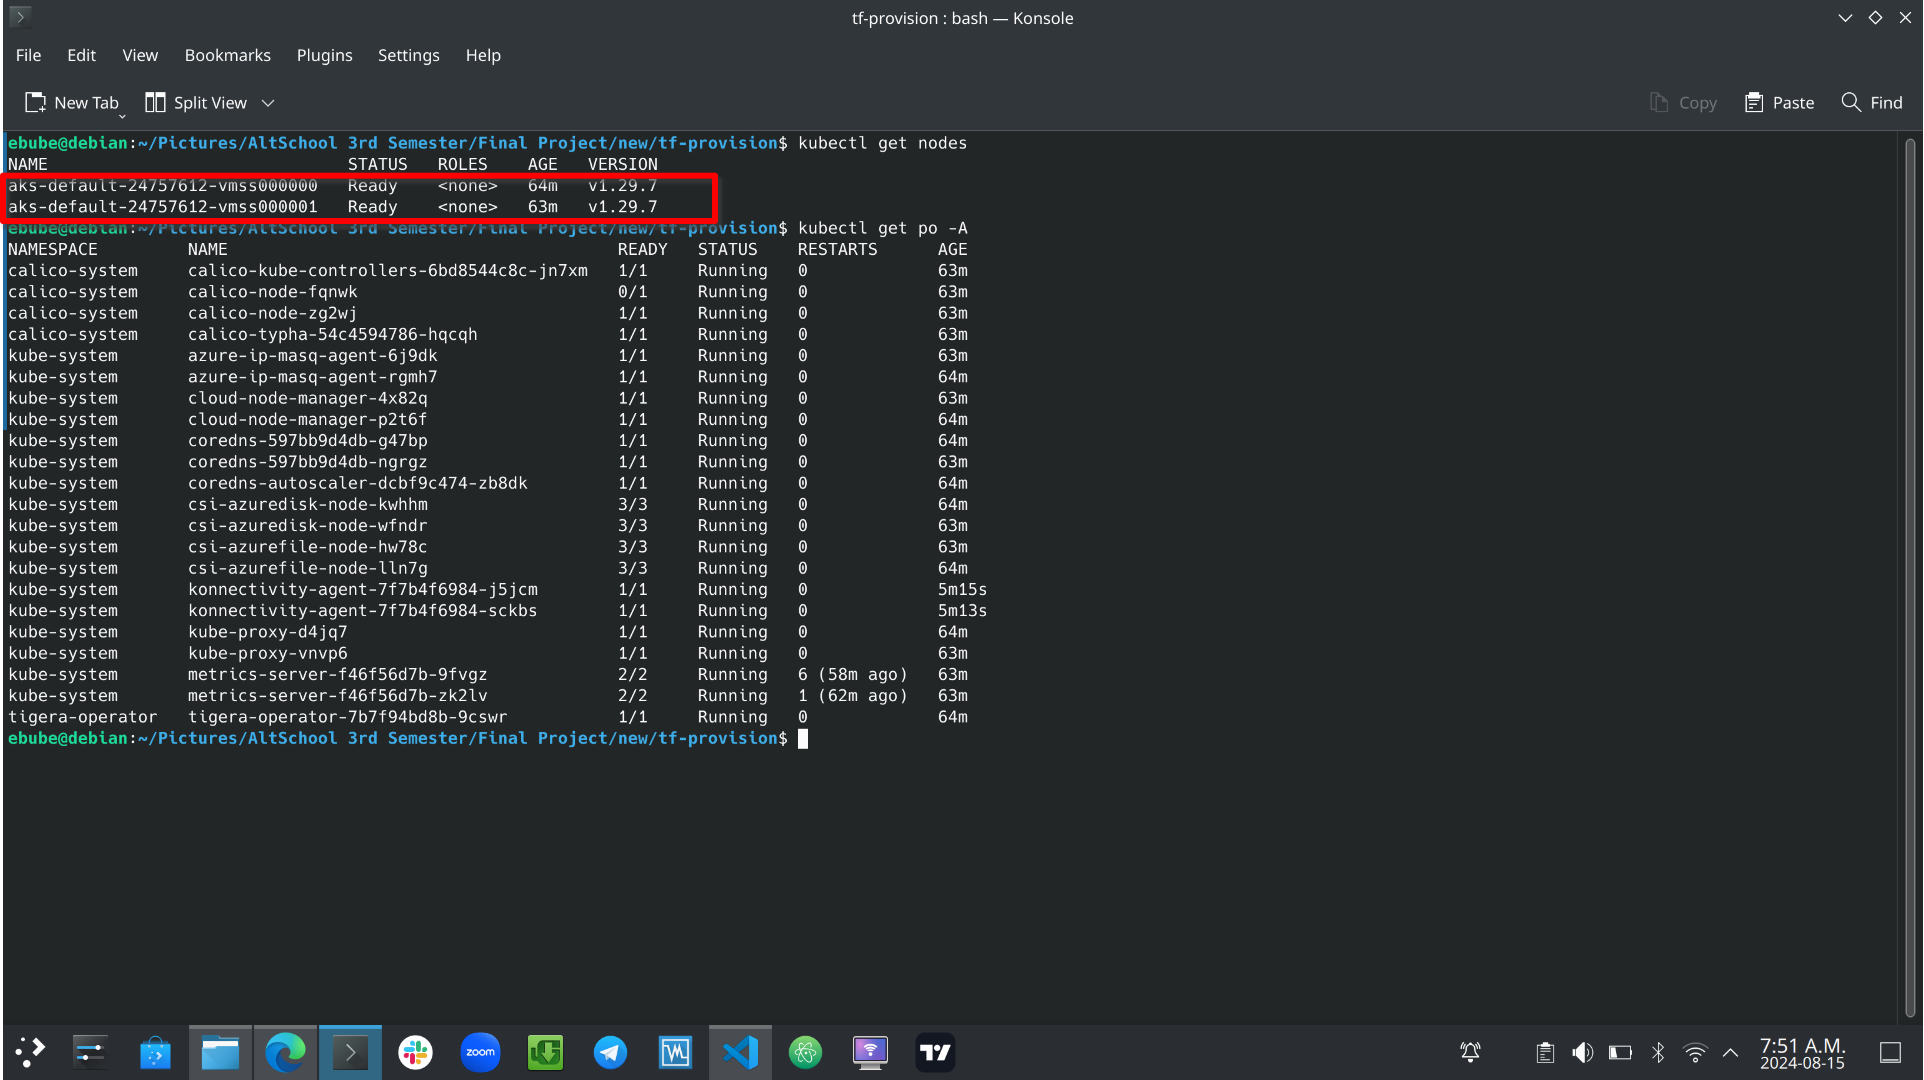 tf-provision : bash — Konsole
File Edit View Bookmarks Plugins Settings Help
New Tab Split View Copy Paste Find
ebube@debian:~/Pictures/AltSchool 3rd Semester/Final Project/new/tf-provision$ kubectl get nodes
NAME STATUS ROLES AGE VERSION
aks-default-24757612-vmss000000 Ready <none> 64m v1.29.7
aks-default-24757612-vmss000001 Ready <none> 63m v1.29.7
ebube@debian:~/Pictures/AltSchool 3rd Semester/Final Project/new/tf-provision$ kubectl get po -A
NAMESPACE NAME READY STATUS RESTARTS AGE
calico-system calico-kube-controllers-6bd8544c8c-jn7xm 1/1 Running 0 63m
calico-system calico-node-fqnwk 0/1 Running 0 63m
calico-system calico-node-zg2wj 1/1 Running 0 63m
calico-system calico-typha-54c4594786-hqcqh 1/1 Running 0 63m
kube-system azure-ip-masq-agent-6j9dk 1/1 Running 0 63m
kube-system azure-ip-masq-agent-rgmh7 1/1 Running 0 64m
kube-system cloud-node-manager-4x82q 1/1 Running 0 63m
kube-system cloud-node-manager-p2t6f 1/1 Running 0 64m
kube-system coredns-597bb9d4db-g47bp 1/1 Running 0 64m
kube-system coredns-597bb9d4db-ngrgz 1/1 Running 0 63m
kube-system coredns-autoscaler-dcbf9c474-zb8dk 1/1 Running 0 64m
kube-system csi-azuredisk-node-kwhhm 3/3 Running 0 64m
kube-system csi-azuredisk-node-wfndr 3/3 Running 0 63m
kube-system csi-azurefile-node-hw78c 3/3 Running 0 63m
kube-system csi-azurefile-node-lln7g 3/3 Running 0 64m
kube-system konnectivity-agent-7f7b4f6984-j5jcm 1/1 Running 0 5m15s
kube-system konnectivity-agent-7f7b4f6984-sckbs 1/1 Running 0 5m13s
kube-system kube-proxy-d4jq7 1/1 Running 0 64m
kube-system kube-proxy-vnvp6 1/1 Running 0 63m
kube-system metrics-server-f46f56d7b-9fvgz 2/2 Running 6 (58m ago) 63m
kube-system metrics-server-f46f56d7b-zk2lv 2/2 Running 1 (62m ago) 63m
tigera-operator tigera-operator-7b7f94bd8b-9cswr 1/1 Running 0 64m
ebube@debian:~/Pictures/AltSchool 3rd Semester/Final Project/new/tf-provision$
zoom
7:51 A.M.
2024-08-15